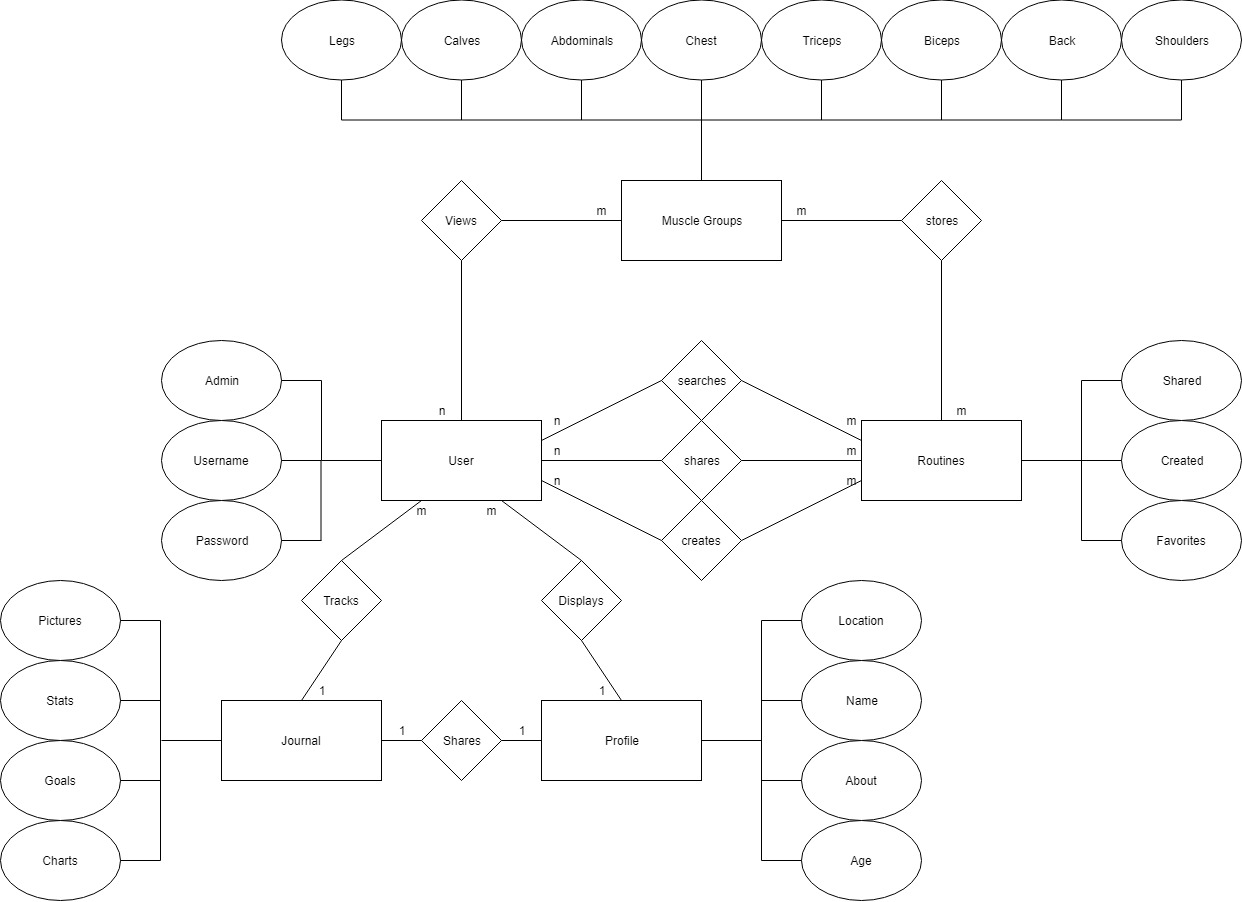 Legs
Calves
Abdominals
Chest
Triceps
Biceps
Back
Shoulders
Views
m
Muscle Groups
m
stores
Admin
searches
Shared
n
n
m
m
Username
User
n
shares
m
Routines
Created
n
m
m
m
Password
creates
Favorites
Tracks
Displays
Pictures
Location
Stats
1
1
Name
Journal
1
Shares
1
Profile
Goals
About
Charts
Age